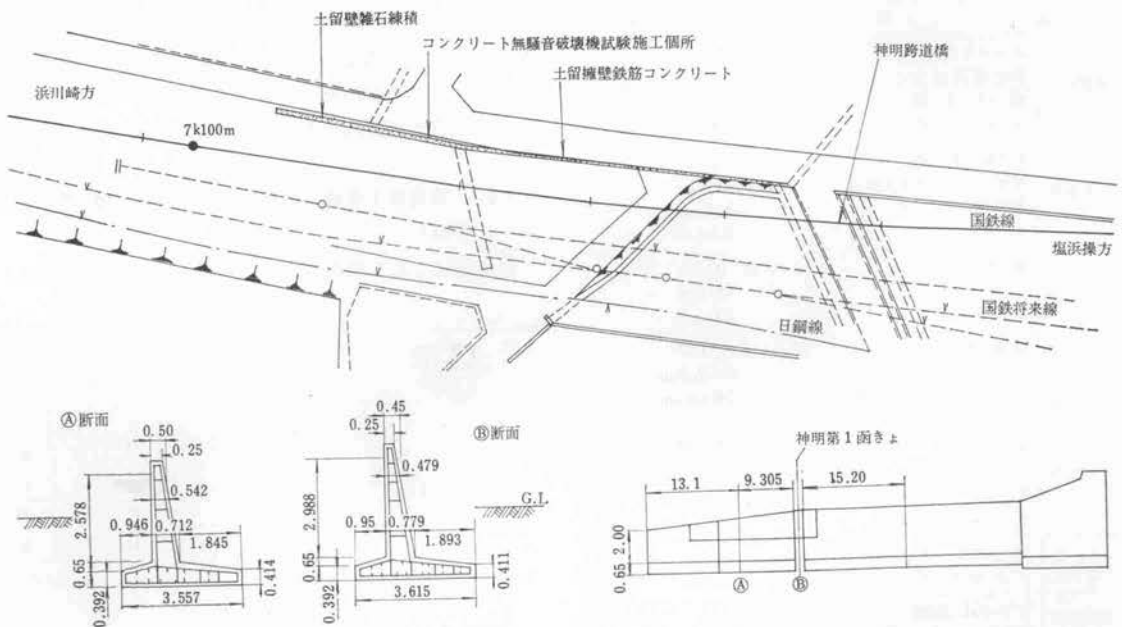 土留壁雑石練積
コンクリート無騒音破壊機試験施工個所
土留擁壁鉄筋コンクリート
神明跨道橋
浜川崎方
7k100m
国鉄線
塩浜操方
国鉄将来線
日鋼線
Ⓐ断面
0.50
0.25
0.542
2.578
0.946
0.712
1.845
0.65
0.392
0.414
3.557
Ⓑ断面
0.45
0.25
0.479
2.988
G.L
0.95
0.779
1.893
0.65
0.392
0.411
3.615
神明第1函きょ
13.1
9.305
15.20
2.00
0.65
Ⓐ
Ⓑ